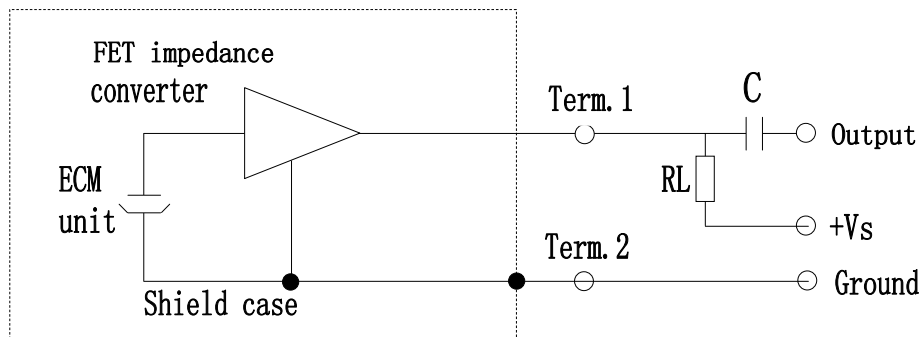 FET impedance
converter
Term.1
C
Output
ECM
unit
RL
+Vs
Term.2
Ground
Shield case